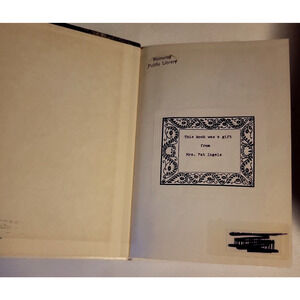 Public Library
This book was a gift
from
Mrs. Pat Ingels